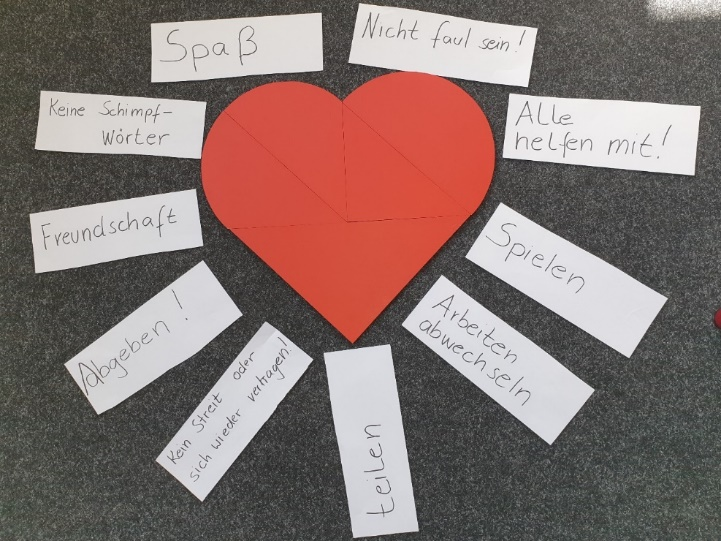 Spaß
Nicht faul sein!
Keine Schimpf-
wörter
Alle
helfen mit!
Freundschaft
Spielen
Abgeben!
Arbeiten
abwechseln
Kein Streit oder
sich wieder vertragen!
teilen